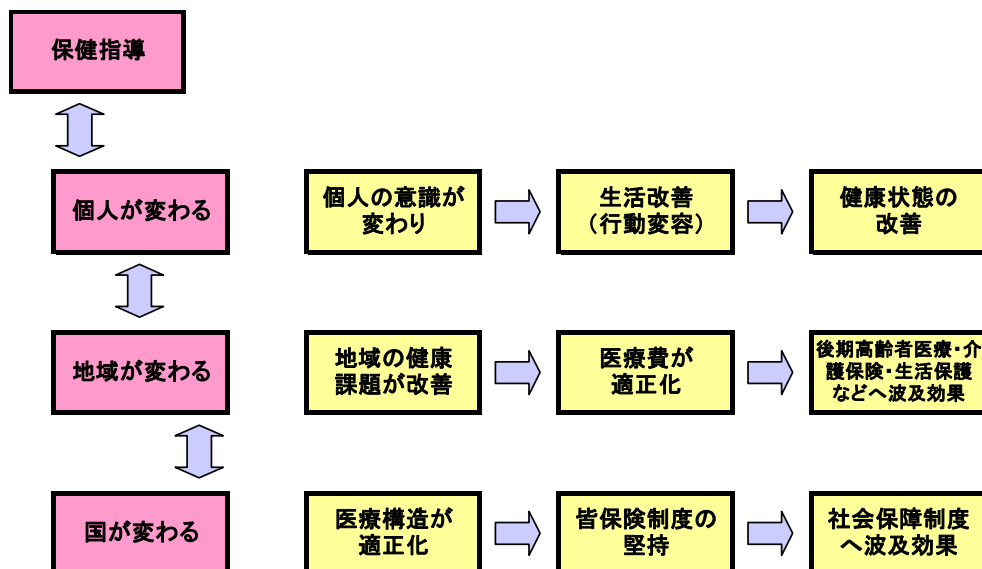 保健指導
個人が変わる
個人の意識が
変わり
生活改善
（行動変容）
健康状態の
改善
地域が変わる
地域の健康
課題が改善
医療費が
適正化
後期高齢者医療・介
護保険・生活保護
などへ波及効果
国が変わる
医療構造が
適正化
皆保険制度の
堅持
社会保障制度
へ波及効果